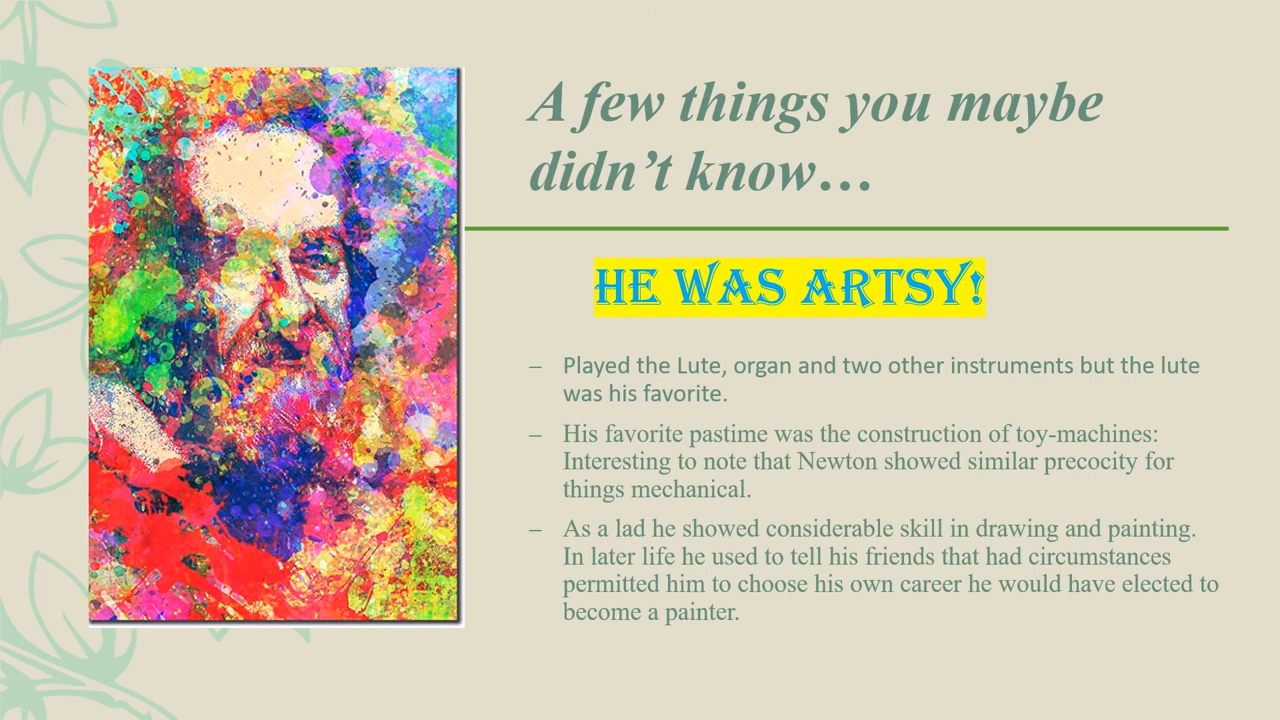 A few things you maybe
didn’t know…
HE WAS ARTSY!
– Played the Lute, organ and two other instruments but the lute
was his favorite.
– His favorite pastime was the construction of toy-machines:
Interesting to note that Newton showed similar precocity for
things mechanical.
– As a lad he showed considerable skill in drawing and painting.
In later life he used to tell his friends that had circumstances
permitted him to choose his own career he would have elected to
become a painter.